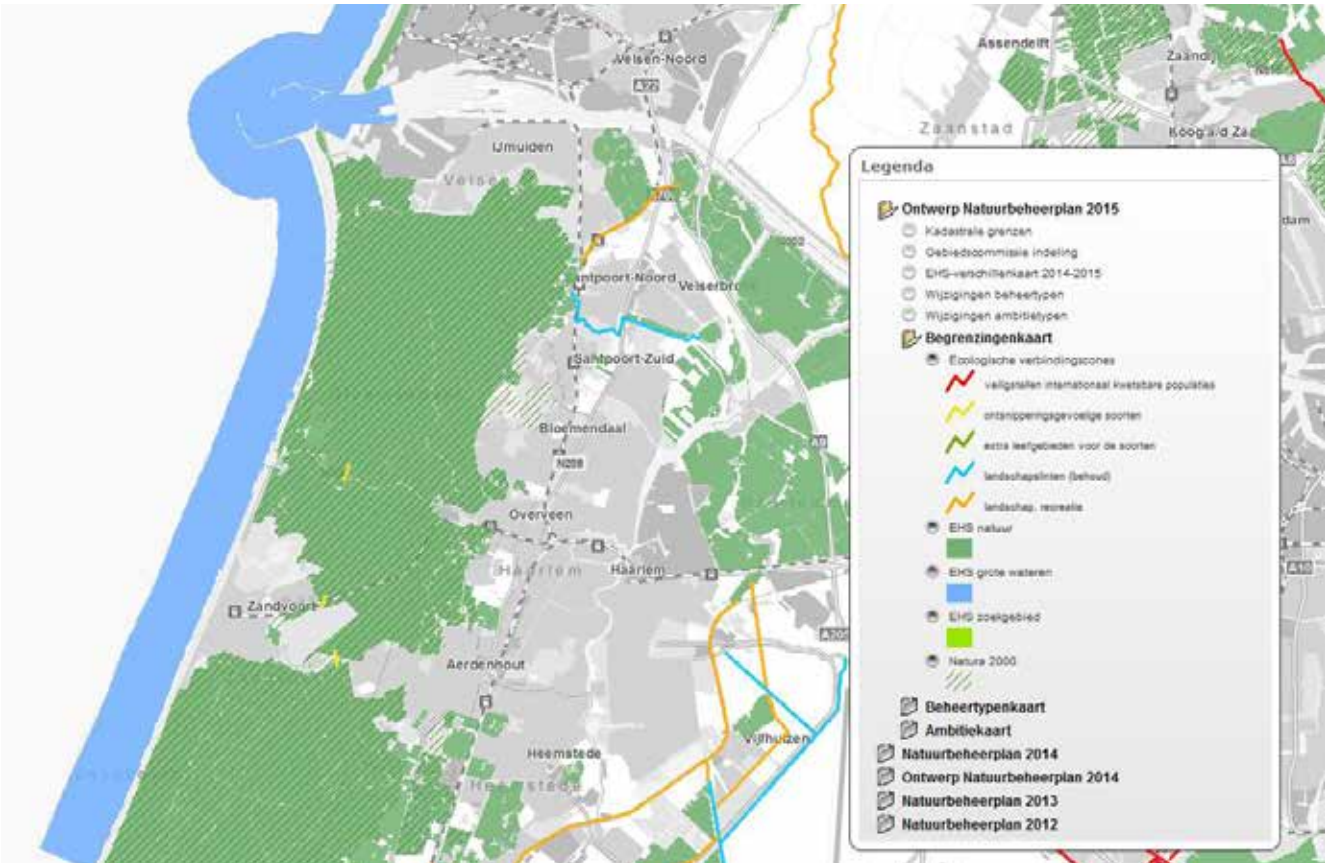 Velsen-Noord
A22
Assendelft
Zaandij
Zaanstad
Koog a/d Zaan
IJmuiden
Velsen
Santpoort-Noord
Velserbroek
Santpoort-Zuid
Bloemendaal
N208
A9
Overveen
Haarlem
Haarlem
Zandvoort
A205
A10
dam
Aerdenhout
Vijfhuizen
Heemstede
Heemstede
Legenda
Ontwerp Natuurbeheerplan 2015
Kadastrale grenzen
Gebiedscommissie indeling
EHS-verschillenkaart 2014-2015
Wijzigingen beheertypen
Wijzigingen ambitietypen
Begrenzingenkaart
Ecologische verbindingszones
veiligstellen internationaal kwetsbare populaties
ontsnipperingsgevoelige soorten
extra leefgebieden voor de soorten
landschapslinten (behoud)
landschap, recreatie
EHS natuur
EHS grote wateren
EHS zoekgebied
Natura 2000
Beheertypenkaart
Ambitiekaart
Natuurbeheerplan 2014
Ontwerp Natuurbeheerplan 2014
Natuurbeheerplan 2013
Natuurbeheerplan 2012